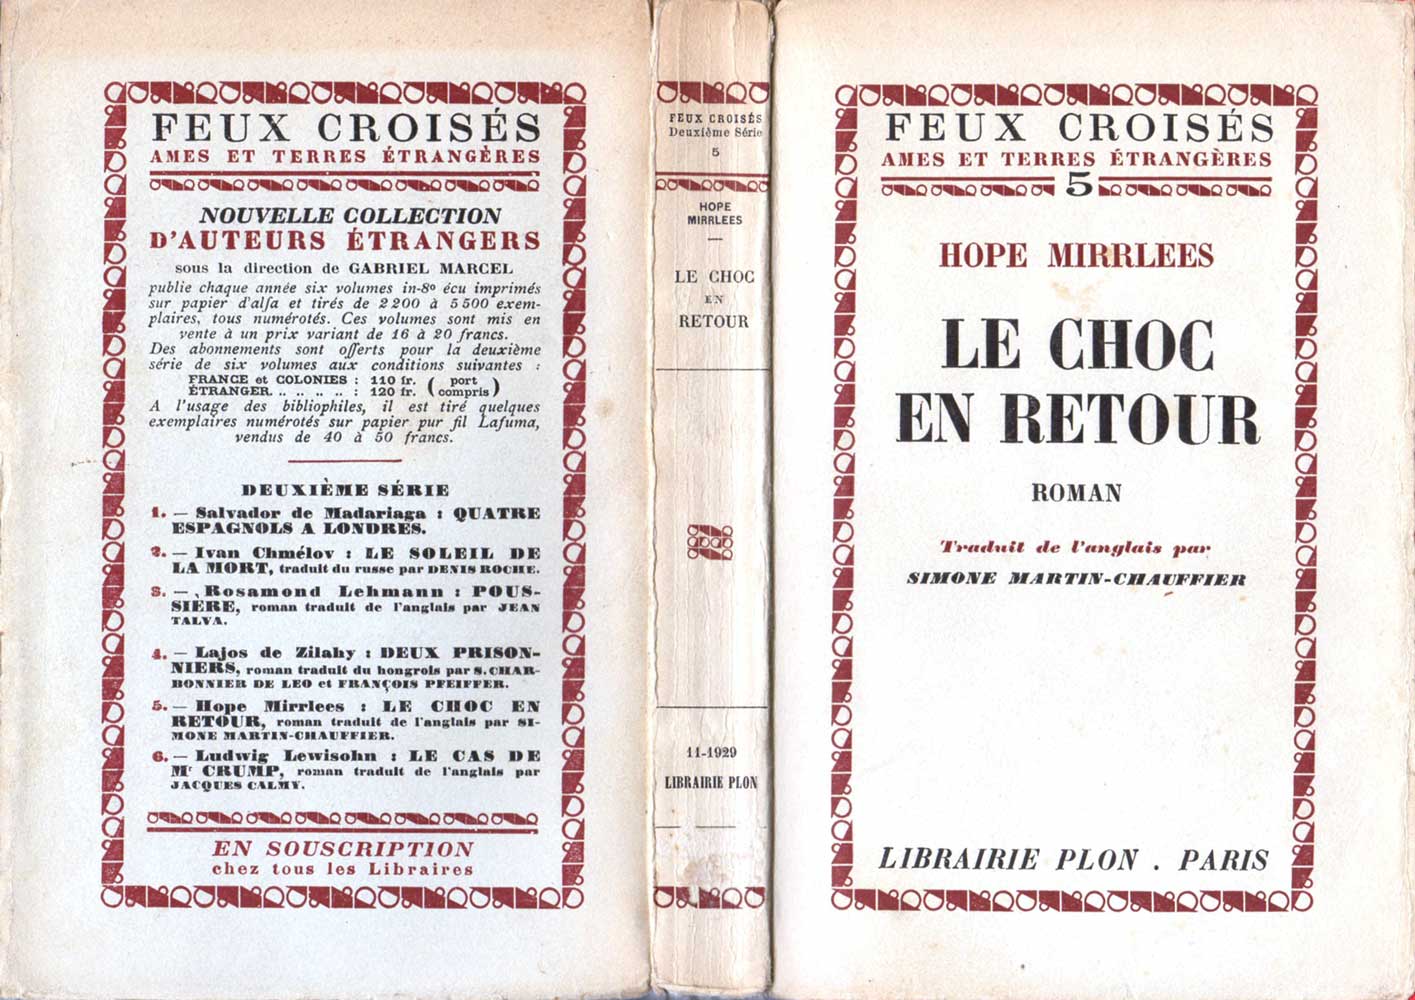 FEUX CROISÉS
AMES ET TERRES ÉTRANGÈRES
NOUVELLE COLLECTION
D'AUTEURS ÉTRANGERS
sous la direction de GABRIEL MARCEL
publie chaque année six volumes in-8º écu imprimés
sur papier d'alfa et tirés de 2 200 à 5 500 exem-
plaires, tous numérotés. Ces volumes sont mis en
vente à un prix variant de 16 à 20 francs.
Des abonnements sont offerts pour la deuxième
série de six volumes aux conditions suivantes :
FRANCE et COLONIES : 110 fr. ( port )
ÉTRANGER. .. .. .. .. : 120 fr. ( compris )
A l'usage des bibliophiles, il est tiré quelques
exemplaires numérotés sur papier pur fil Lafuma,
vendus de 40 à 50 francs.
DEUXIÈME SÉRIE
1. — Salvador de Madariaga : QUATRE
ESPAGNOLS A LONDRES.
2. — Ivan Chmélov : LE SOLEIL DE
LA MORT, traduit du russe par DENIS ROCHE.
3. — Rosamond Lehmann : POUS-
SIÈRE, roman traduit de l'anglais par JEAN
TALVA.
4. — Lajos de Zilahy : DEUX PRISON-
NIERS, roman traduit du hongrois par S. CHAR-
BONNIER DE LEO et FRANÇOIS PFEIFFER.
5. — Hope Mirrlees : LE CHOC EN
RETOUR, roman traduit de l'anglais par SI-
MONE MARTIN-CHAUFFIER.
6. — Ludwig Lewisohn : LE CAS DE
Mr CRUMP, roman traduit de l'anglais par
JACQUES CALMY.
EN SOUSCRIPTION
chez tous les Libraires
FEUX CROISÉS
Deuxième Série
5
HOPE
MIRRLEES
LE CHOC
EN
RETOUR
11-1929
LIBRAIRIE PLON
FEUX CROISÉS
AMES ET TERRES ÉTRANGÈRES
5
HOPE MIRRLEES
LE CHOC
EN RETOUR
ROMAN
Traduit de l'anglais par
SIMONE MARTIN-CHAUFFIER
LIBRAIRIE PLON . PARIS